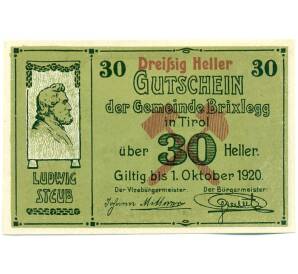 30 Dreißig Heller 30
Gutschein
der Gemeinde Brixlegg
in Tirol
über 30 Heller.
Giltig bis 1. Oktober 1920.
Der Vizebürgermeister: Der Bürgermeister:
Johann
LUDWIG
STEUB